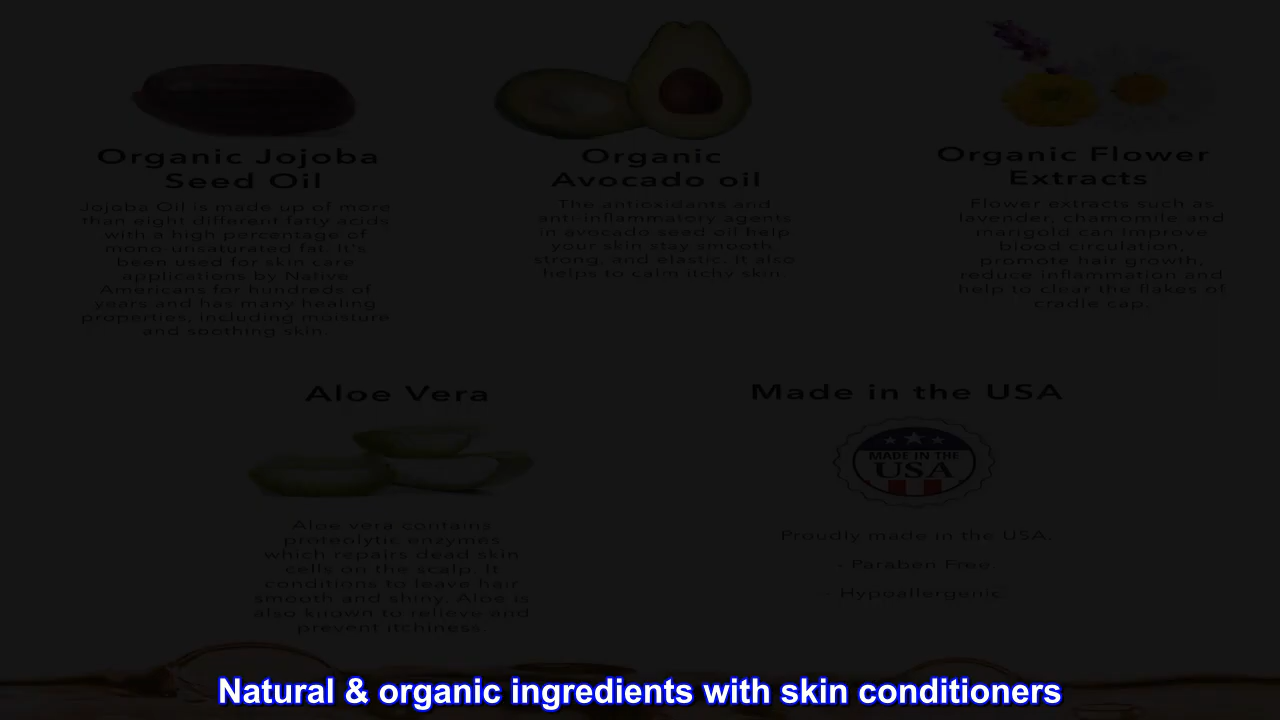 Organic Jojoba
Seed Oil
Jojoba Oil is made up of more
than eight different fatty acids
with a high percentage of
mono-unsaturated fat. It's
been used for skin care
applications by Native
Americans for hundreds of
years and has many healing
properties, including moisture
and soothing skin.
Organic
Avocado oil
The antioxidants and
anti-inflammatory agents
in avocado seed oil help
your skin stay smooth
strong, and elastic. It also
helps to calm itchy skin.
Organic Flower
Extracts
Flower extracts such as
lavender, chamomile and
marigold can improve
blood circulation,
promote hair growth,
reduce inflammation and
help to clear the flakes of
cradle cap.
Aloe Vera
Aloe vera contains
proteolytic enzymes
which repairs dead skin
cells on the scalp. It
conditions to leave hair
smooth and shiny. Aloe is
also known to relieve and
prevent itchiness
Made in the USA
MADE IN THE
USA
Proudly made in the USA.
- Paraben Free
- Hypoallergenic
Natural & organic ingredients with skin conditioners